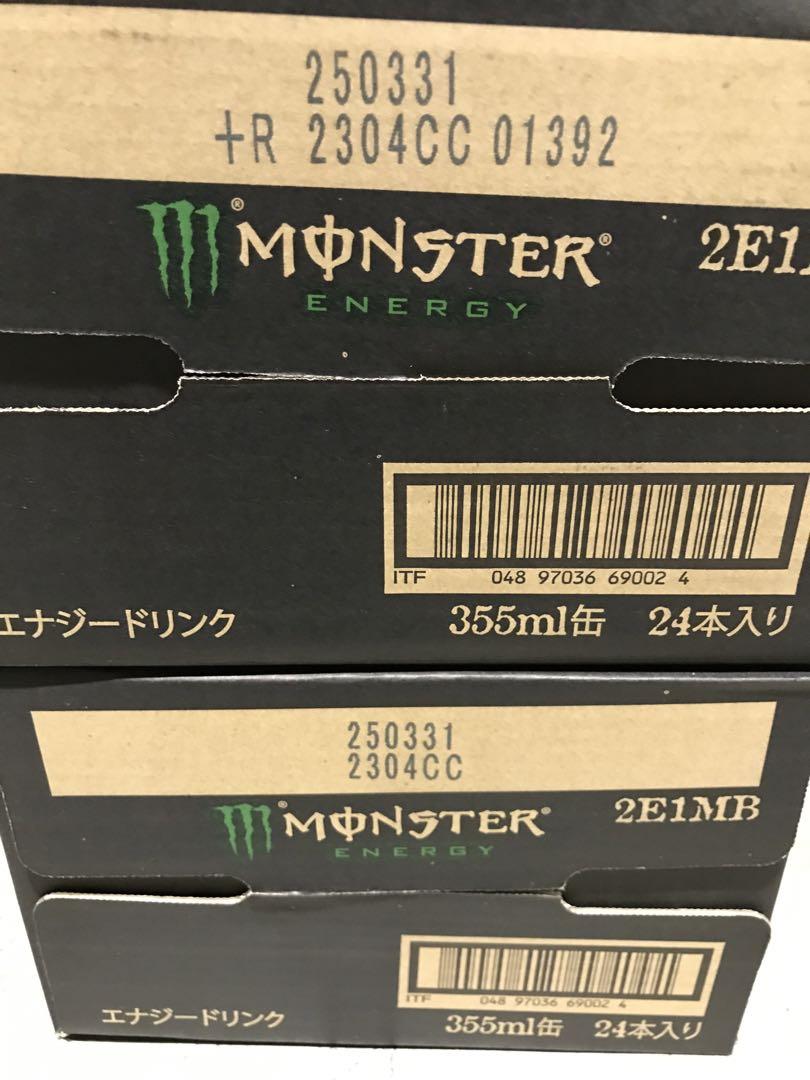 250331
+R 2304CC 01392
® MONSTER® 2E1
ENERGY
ITF 048 97036 69002 4
エナジードリンク 355ml缶 24本入り
250331
2304CC
® MONSTER® 2E1MB
ENERGY
ITF 048 97036 69002 4
エナジードリンク 355ml缶 24本入り